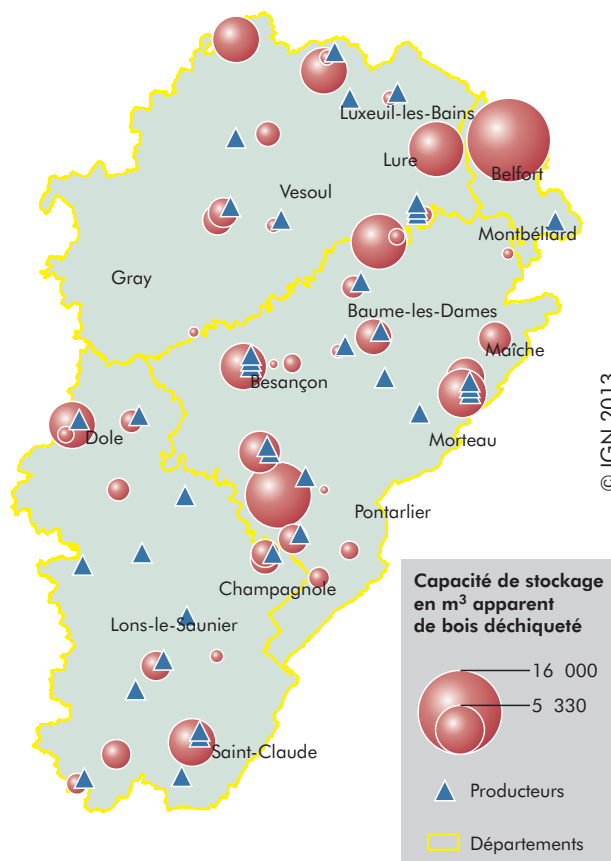 Luxeuil-les-Bains
Lure
Belfort
Vesoul
Montbéliard
Gray
Baume-les-Dames
Maîche
Besançon
Dole
Morteau
Pontarlier
Champagnole
Lons-le-Saunier
Saint-Claude
© IGN 2013
Capacité de stockage
en m³ apparent
de bois déchiqueté
16 000
5 330
Producteurs
Départements